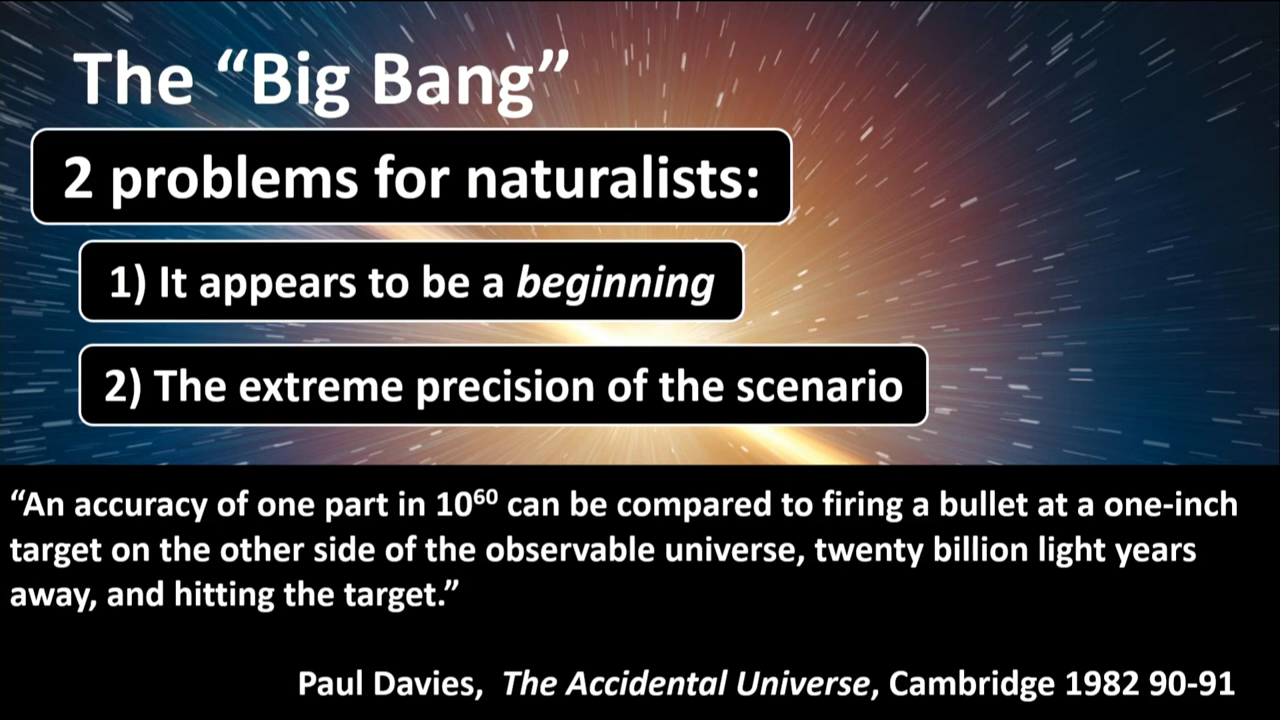 The “Big Bang”
2 problems for naturalists:
1) It appears to be a beginning
2) The extreme precision of the scenario
“An accuracy of one part in 10⁶⁰ can be compared to firing a bullet at a one-inch
target on the other side of the observable universe, twenty billion light years
away, and hitting the target.”
Paul Davies, The Accidental Universe, Cambridge 1982 90-91